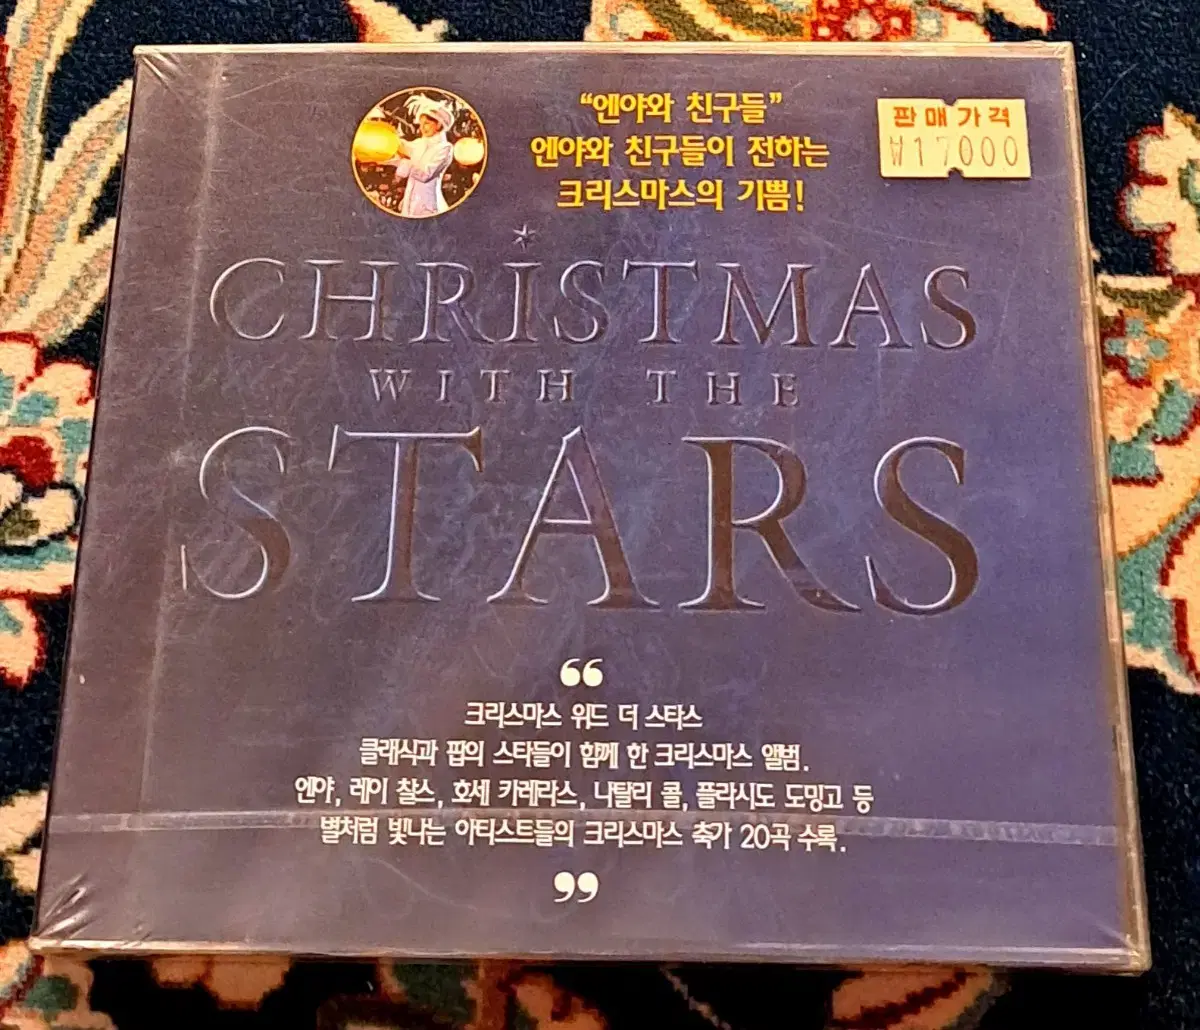 “엔야와 친구들”
엔야와 친구들이 전하는
크리스마스의 기쁨!
판매가격
₩17000
CHRISTMAS
WITH THE
STARS
“
크리스마스 위드 더 스타스
클래식과 팝의 스타들이 함께 한 크리스마스 앨범.
엔야, 레이 찰스, 호세 카레라스, 나탈리 콜, 플라시도 도밍고 등
별처럼 빛나는 아티스트들의 크리스마스 축가 20곡 수록.
”